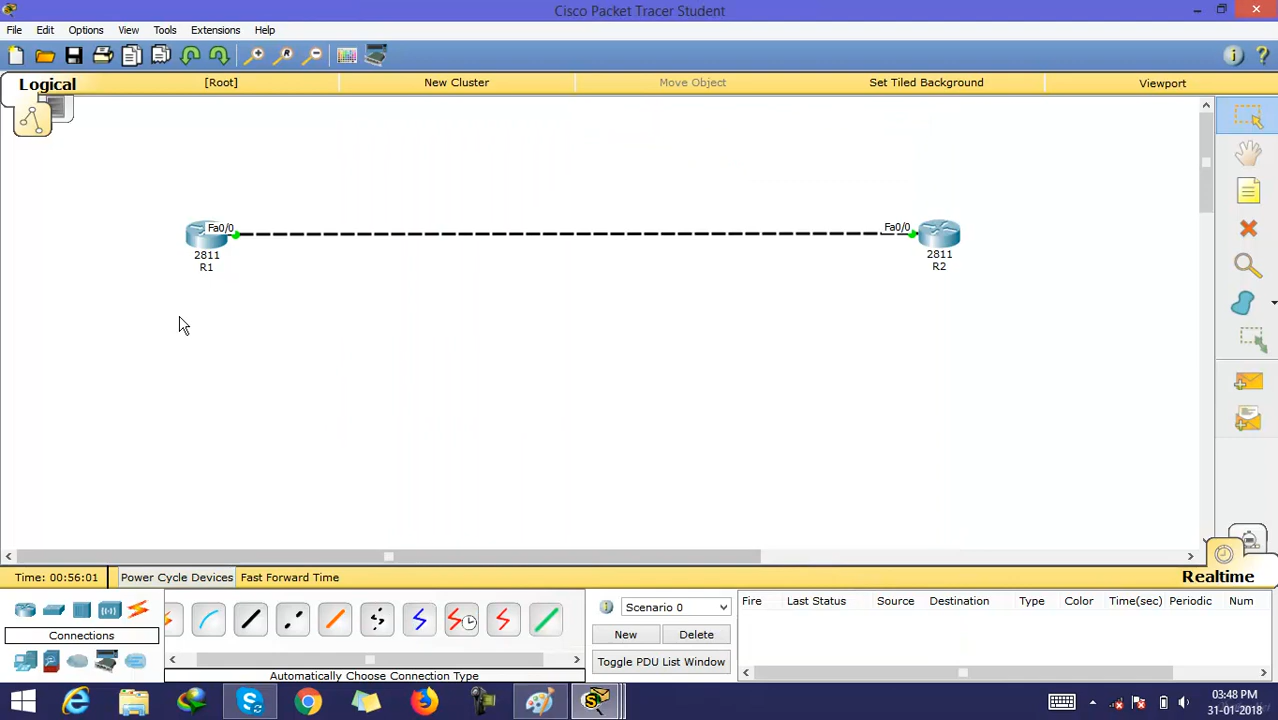 Cisco Packet Tracer Student
File Edit Options View Tools Extensions Help
Logical [Root] New Cluster Move Object Set Tiled Background Viewport
Fa0/0 Fa0/0
2811 2811
R1 R2
Time: 00:56:01 Power Cycle Devices Fast Forward Time Realtime
Scenario 0 Fire Last Status Source Destination Type Color Time(sec) Periodic Num
Connections New Delete
Toggle PDU List Window
Automatically Choose Connection Type
03:48 PM
31-01-2018